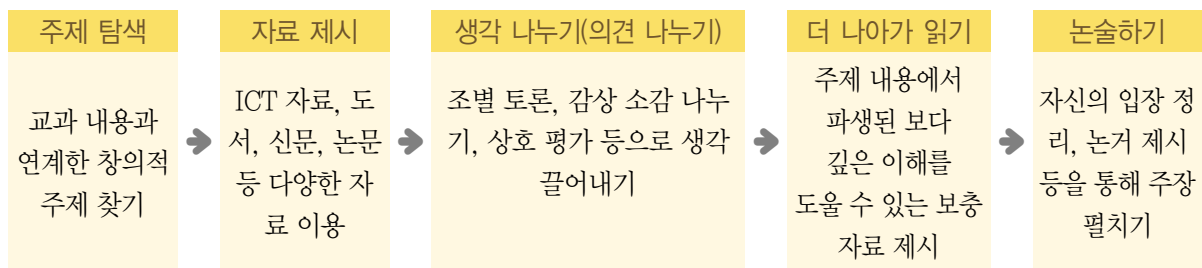 주제 탐색
교과 내용과
연계한 창의적
주제 찾기
자료 제시
ICT 자료, 도
서, 신문, 논문
등 다양한 자
료 이용
생각 나누기(의견 나누기)
조별 토론, 감상 소감 나누
기, 상호 평가 등으로 생각
끌어내기
더 나아가 읽기
주제 내용에서
파생된 보다
깊은 이해를
도울 수 있는 보충
자료 제시
논술하기
자신의 입장 정
리, 논거 제시
등을 통해 주장
펼치기